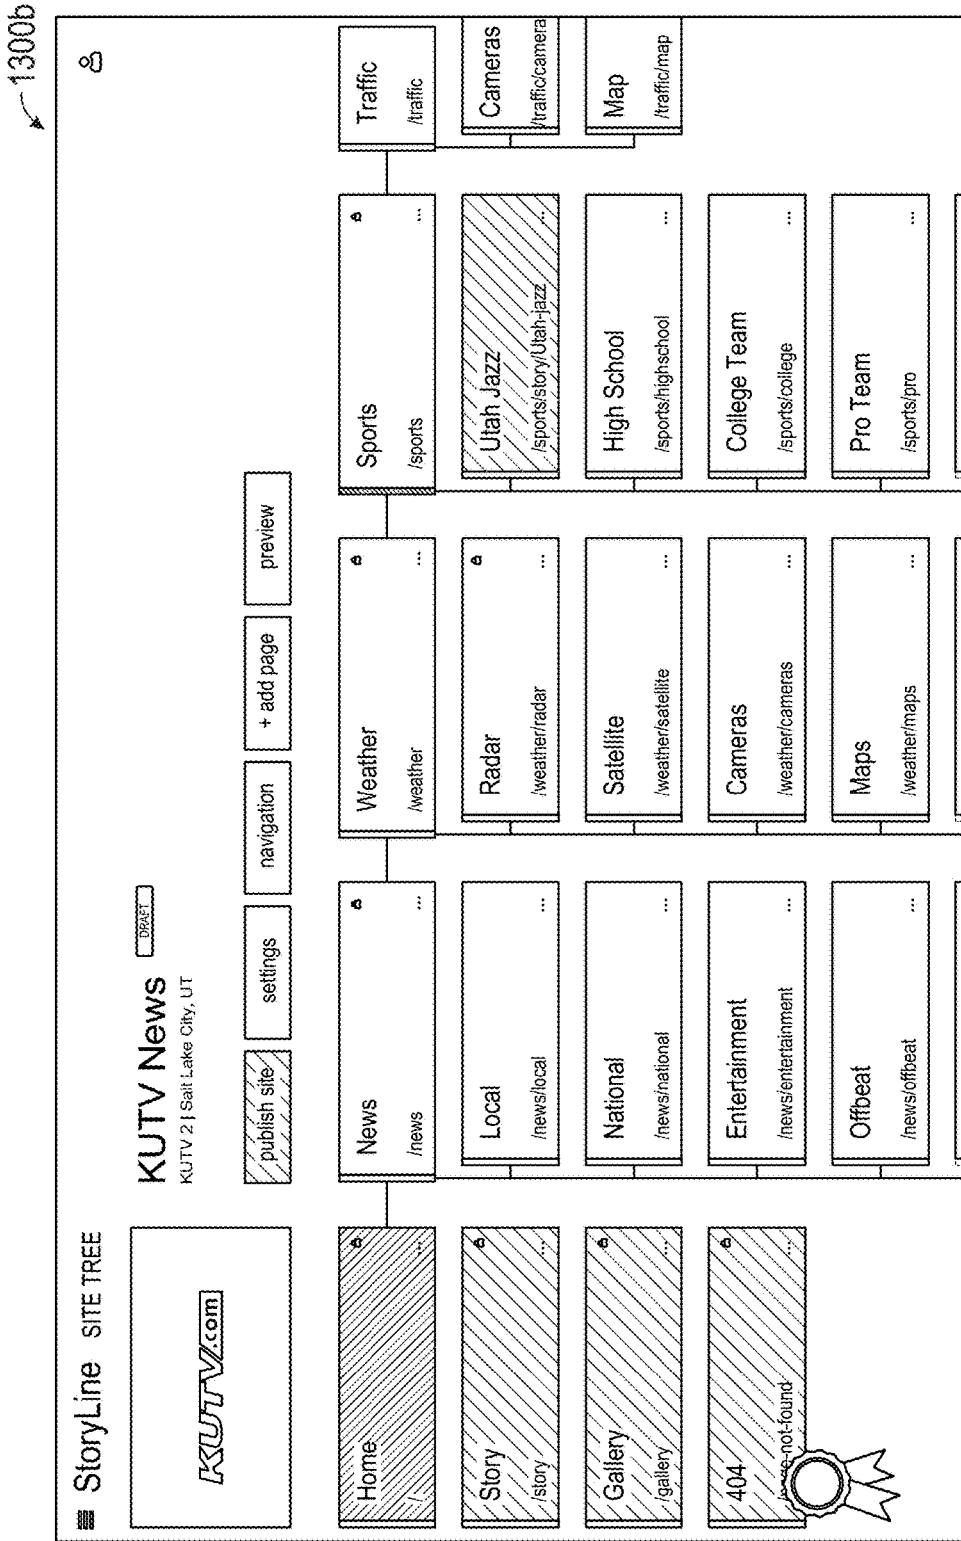 1300b
StoryLine SITE TREE
KUTV.com
KUTV News DRAFT
KUTV 2 | Salt Lake City, UT
publish site
settings
navigation
+ add page
preview
Home
/
Story
/story
Gallery
/gallery
404
-not-found
News
/news
...
Local
/news/local
...
National
/news/national
...
Entertainment
/news/entertainment
...
Offbeat
/news/offbeat
...
Weather
/weather
...
Radar
/weather/radar
...
Satellite
/weather/satellite
...
Cameras
/weather/cameras
...
Maps
/weather/maps
...
Sports
/sports
...
Utah Jazz
/sports/story/Utah-jazz
...
High School
/sports/highschool
...
College Team
/sports/college
...
Pro Team
/sports/pro
...
Traffic
/traffic
Cameras
/traffic/camera
Map
/traffic/map